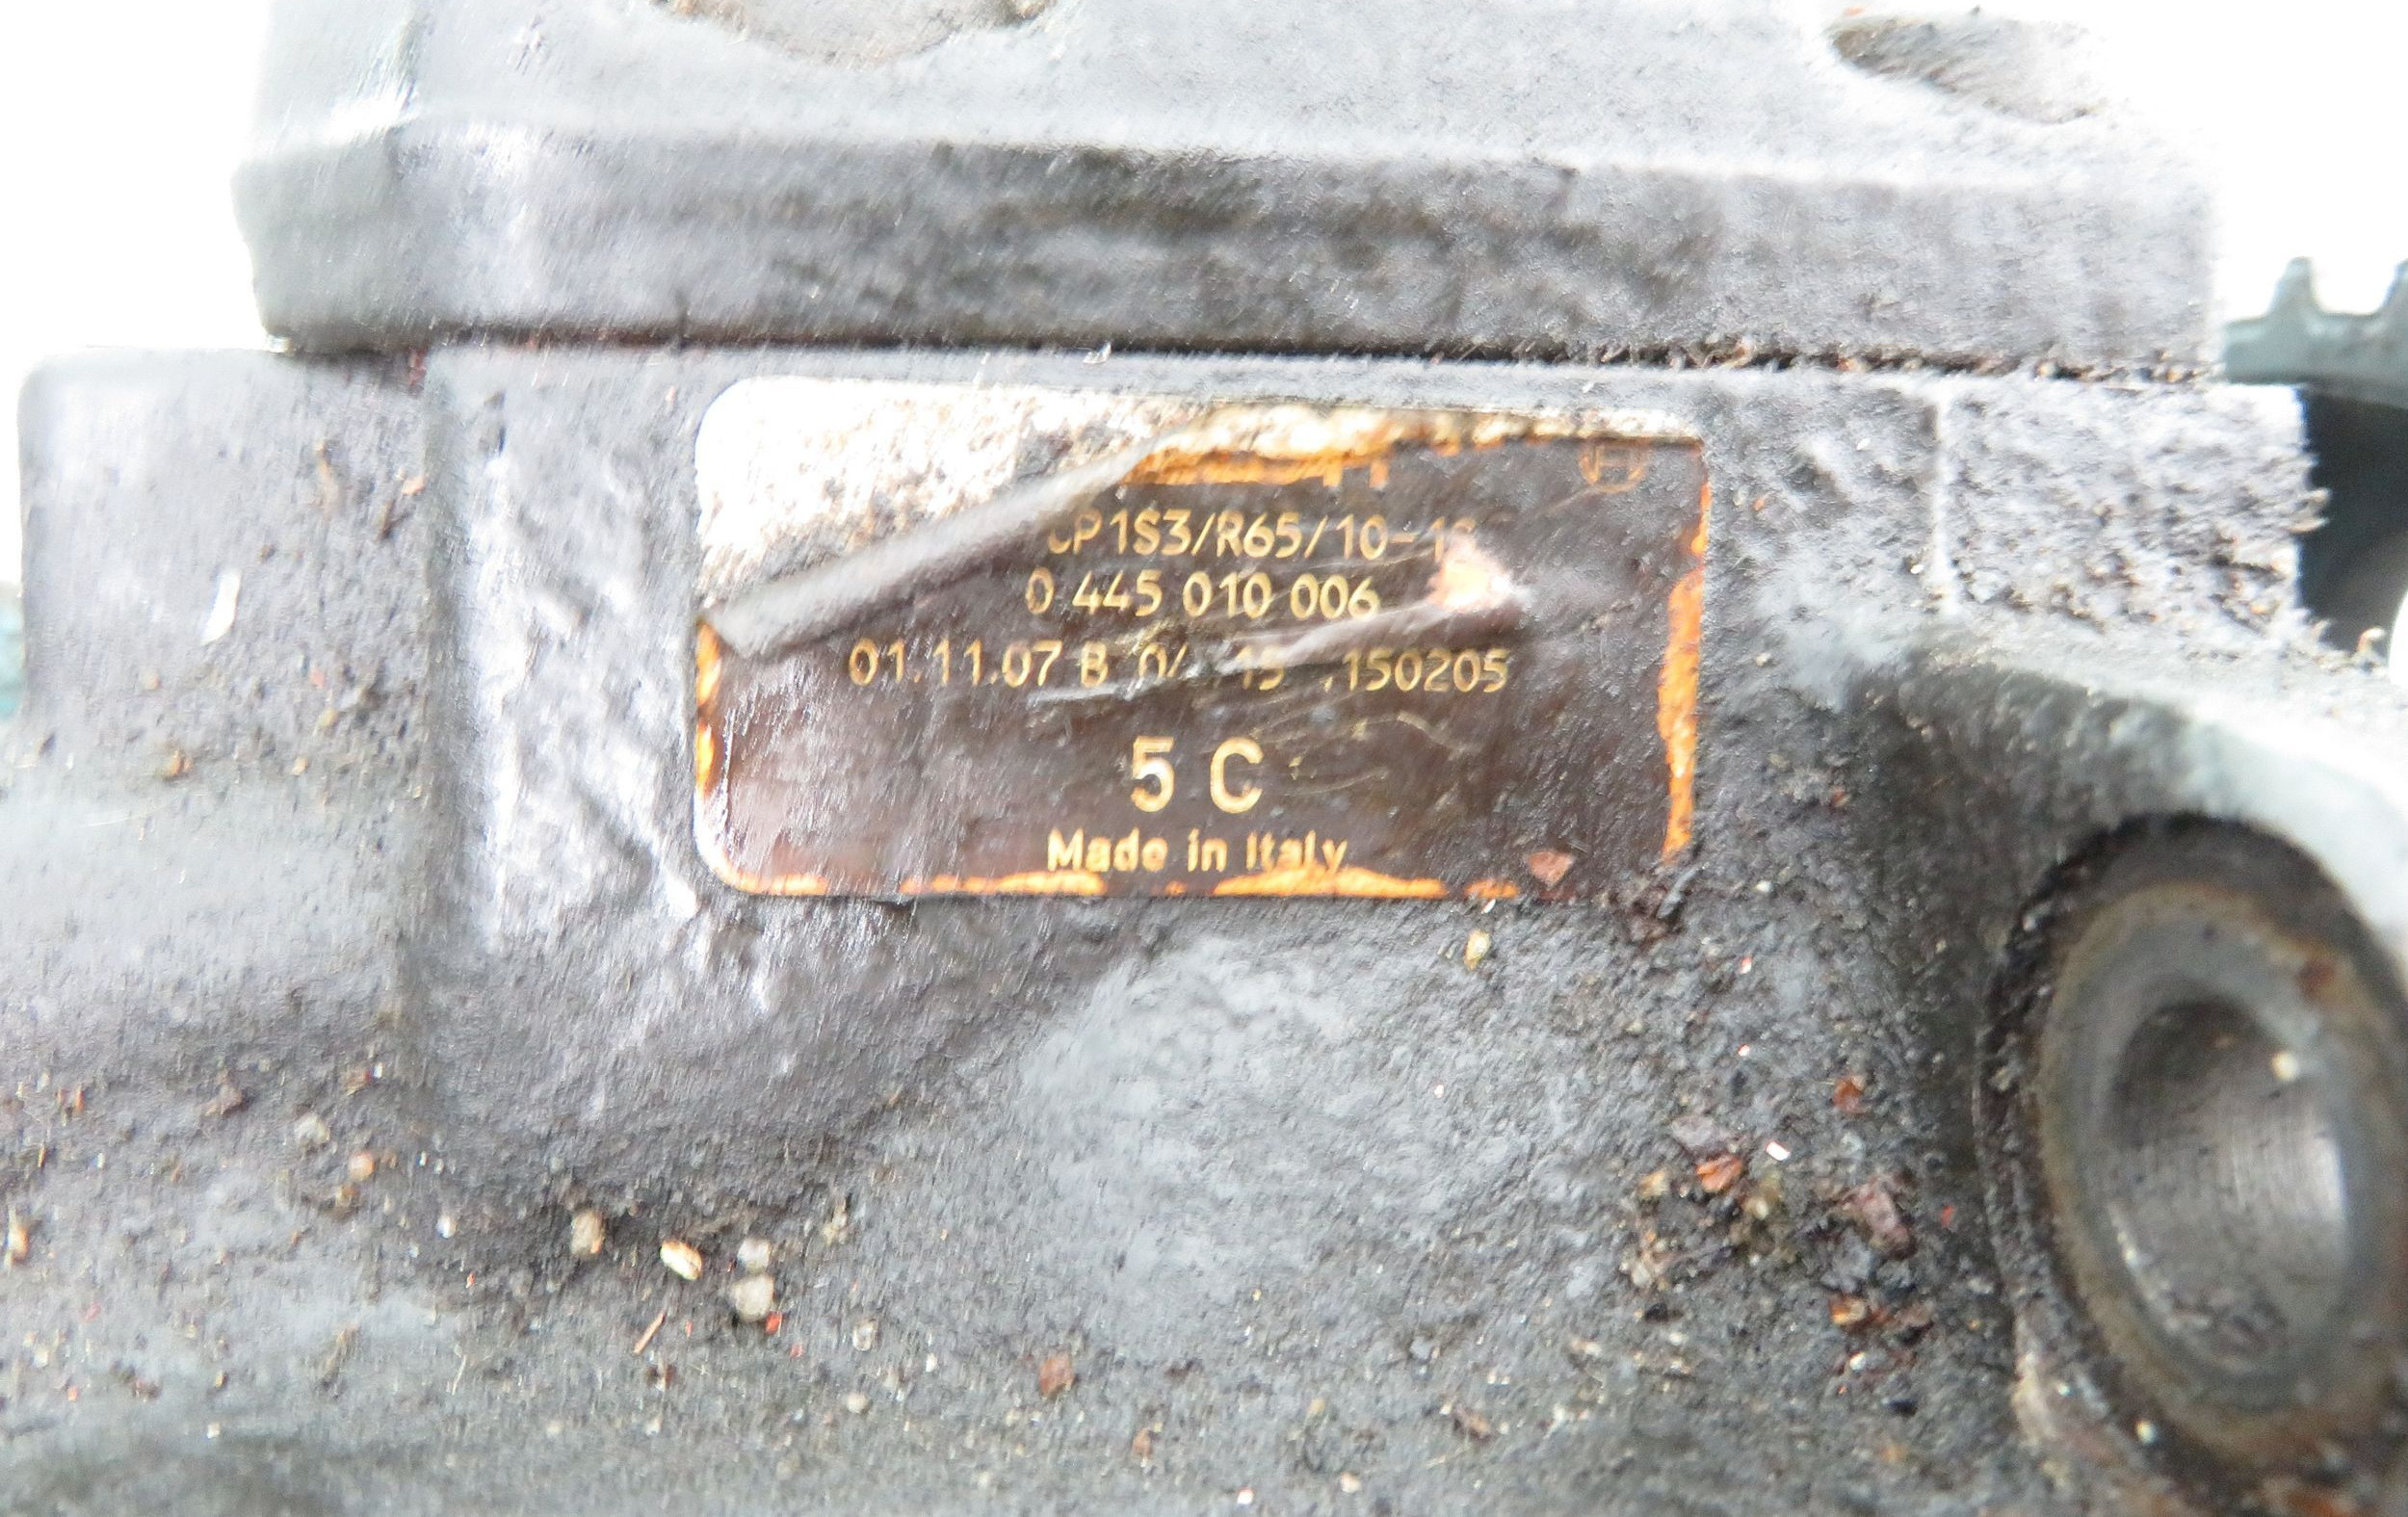 CP1S3/R65/10-1
0 445 010 006
01.11.07 B 150205
5 C
Made in Italy